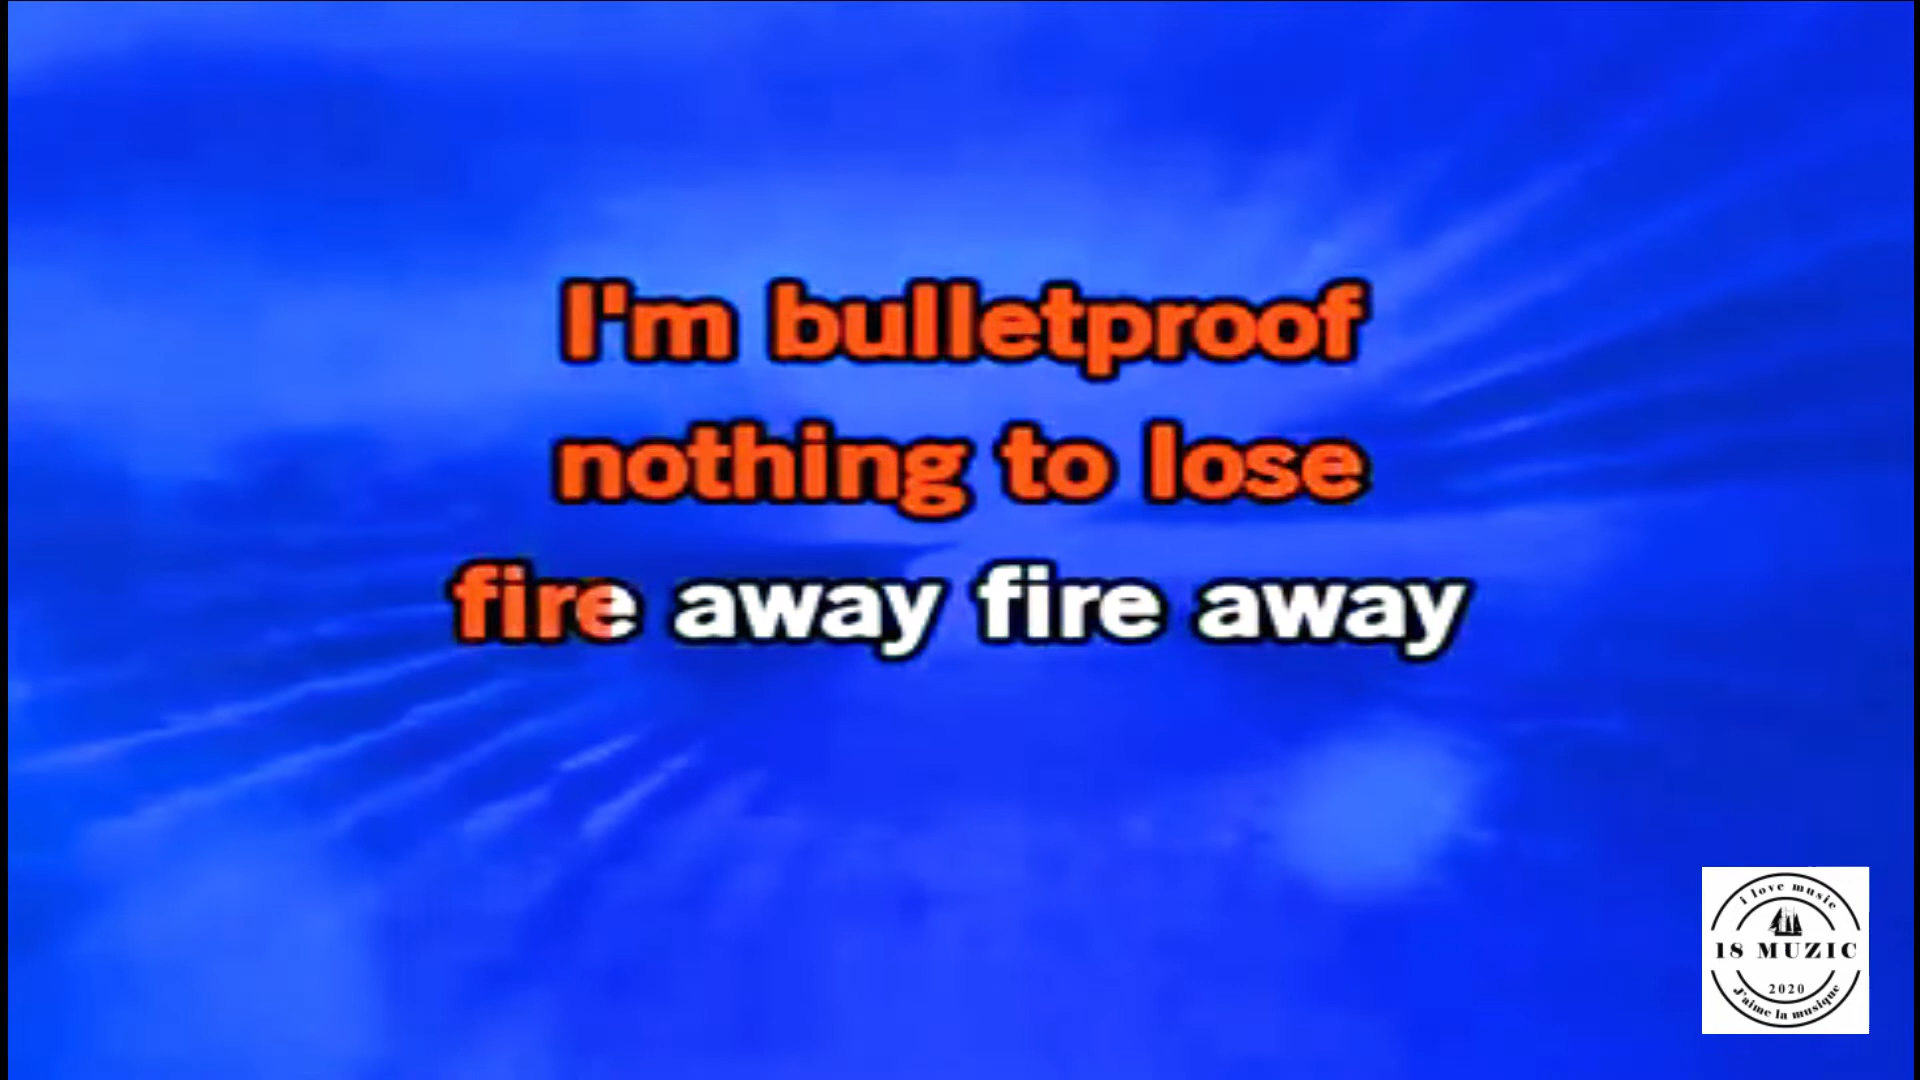 I'm bulletproof
nothing to lose
fire away fire away
i love music
18 MUZIC
2020
J'aime la musique